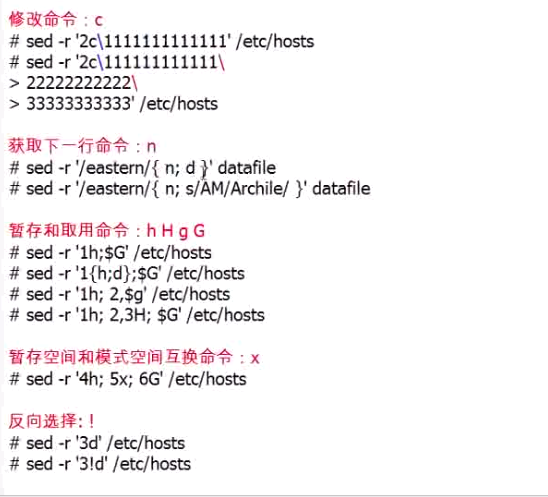 修改命令：c
# sed -r '2c\1111111111111' /etc/hosts
# sed -r '2c\111111111111\
> 22222222222\
> 33333333333' /etc/hosts
获取下一行命令：n
# sed -r '/eastern/{ n; d }' datafile
# sed -r '/eastern/{ n; s/AM/Archile/ }' datafile
暂存和取用命令：h H g G
# sed -r '1h;$G' /etc/hosts
# sed -r '1{h;d};$G' /etc/hosts
# sed -r '1h; 2,$g' /etc/hosts
# sed -r '1h; 2,3H; $G' /etc/hosts
暂存空间和模式空间互换命令：x
# sed -r '4h; 5x; 6G' /etc/hosts
反向选择: !
# sed -r '3d' /etc/hosts
# sed -r '3!d' /etc/hosts